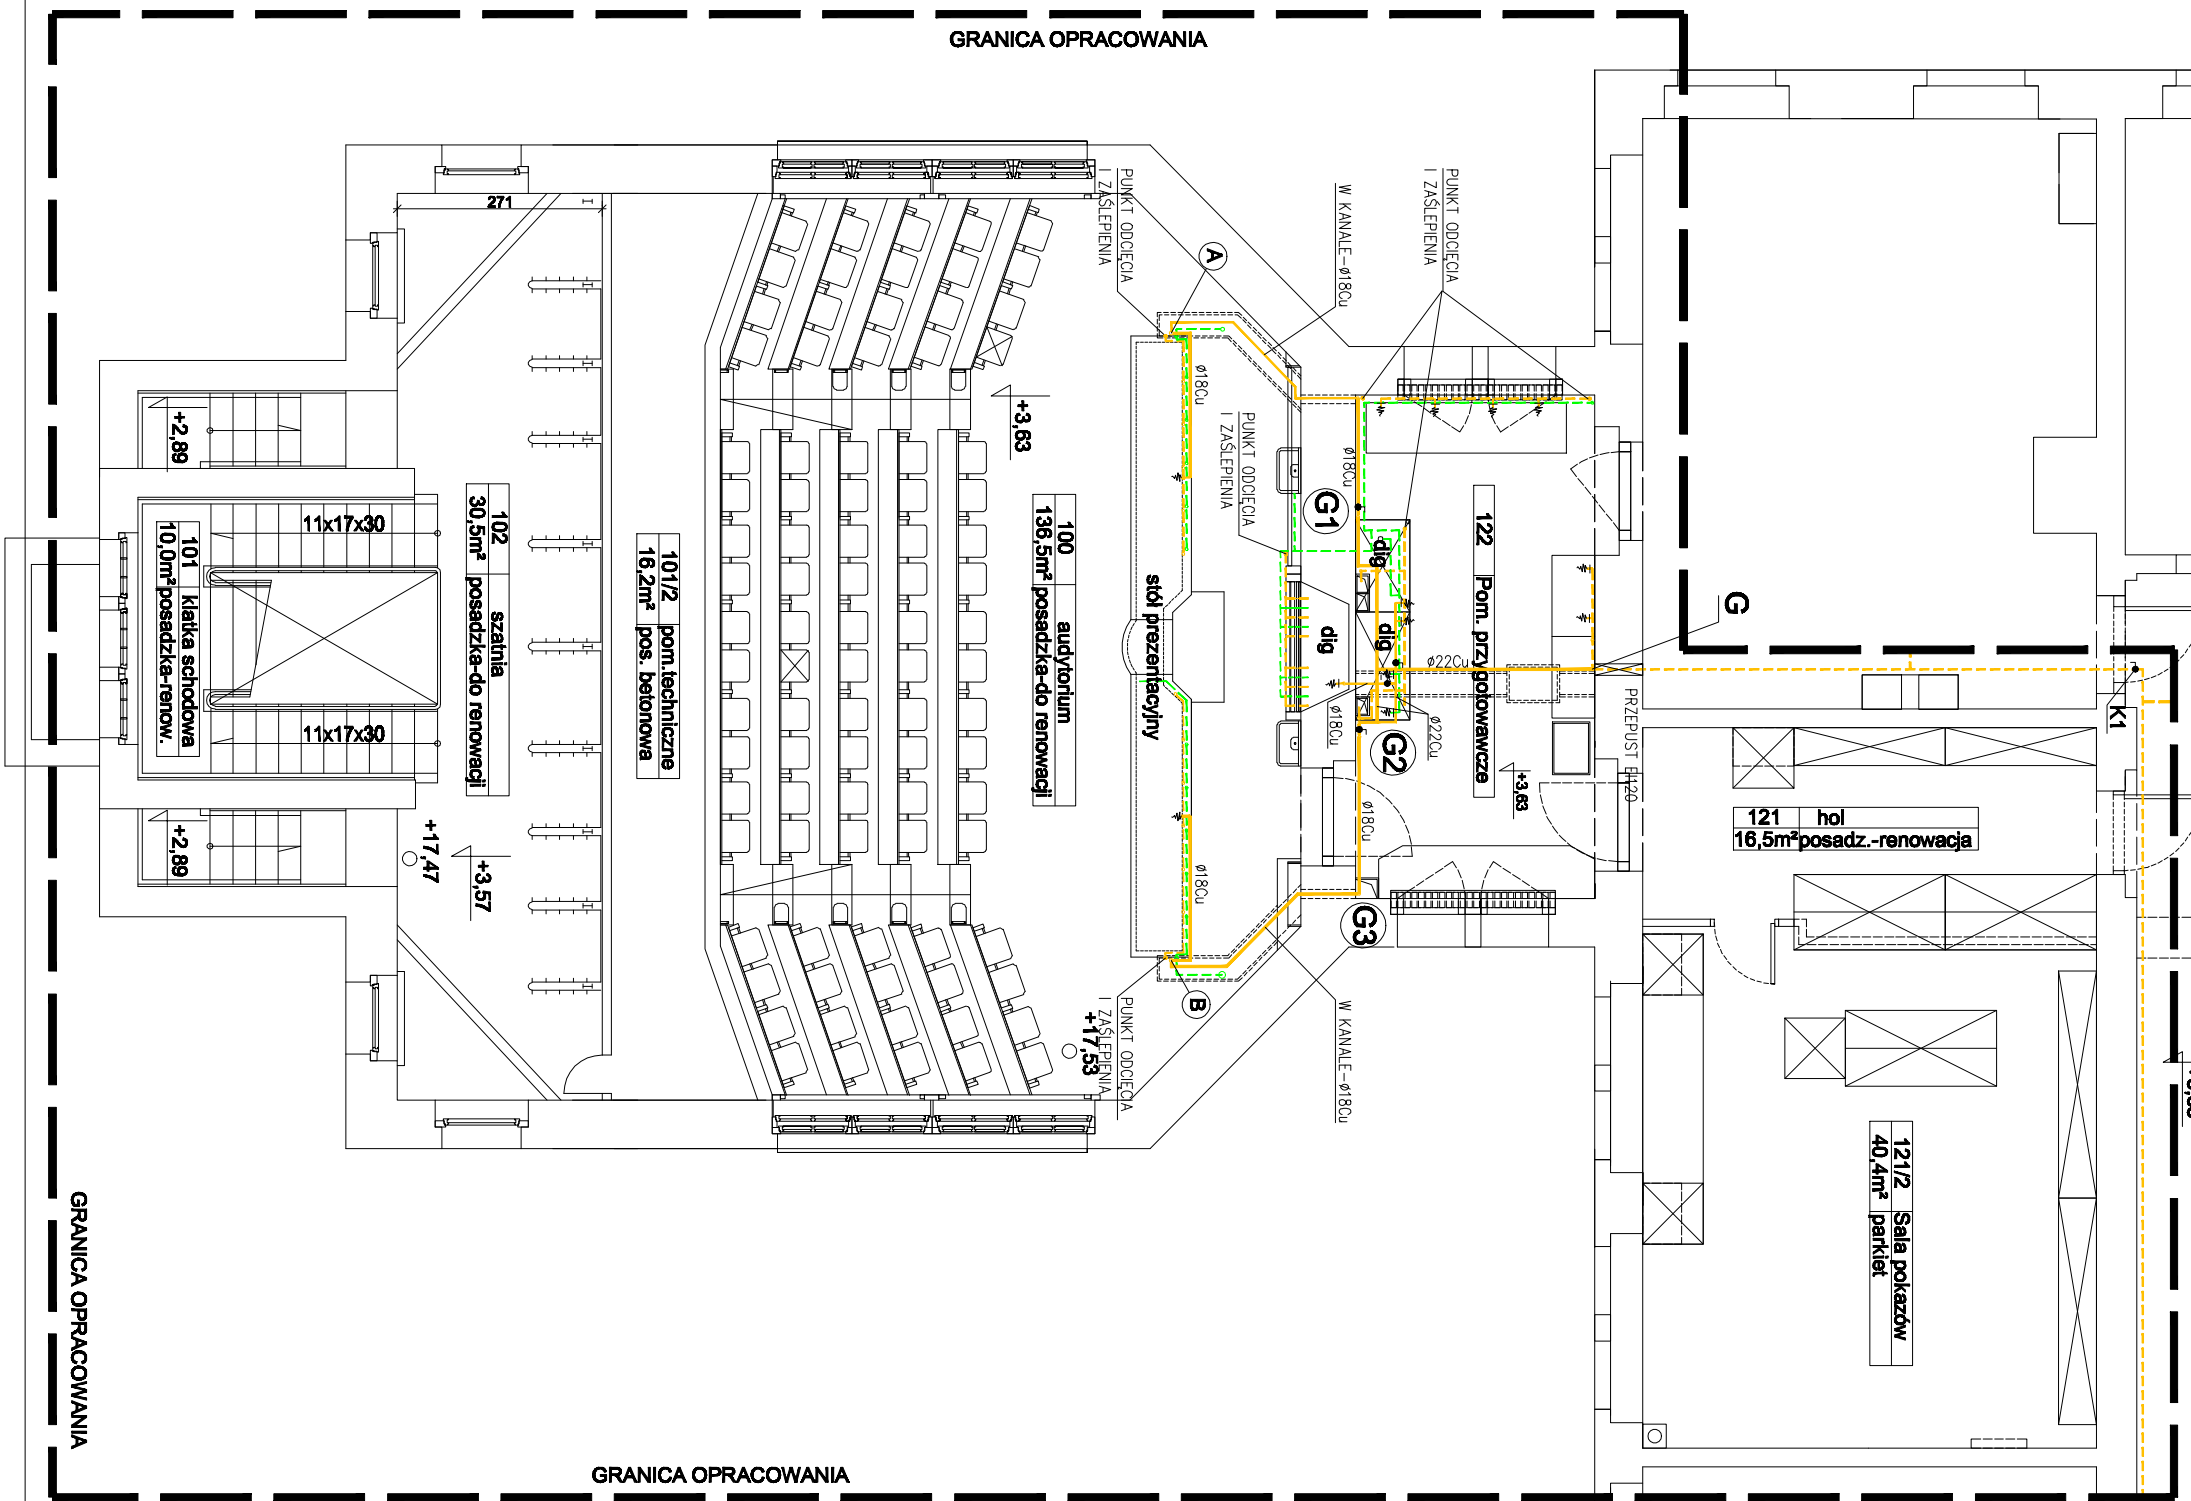 GRANICA OPRACOWANIA
271
PUNKT ODCIĘCIA
I ZAŚLEPIENIA
A
W KANALE-ø18Cu
PUNKT ODCIĘCIA
I ZAŚLEPIENIA
+2,89
+3,63
ø18Cu
PUNKT ODCIĘCIA
I ZAŚLEPIENIA
ø18Cu
G1
11x17x30
102 szatnia
30,5m² posadzka-do renowacji
101 klatka schodowa
10,0m² posadzka-renow.
101/2 pom.techniczne
16,2m² pos. betonowa
100 audytorium
136,5m² posadzka-do renowacji
stół prezentacyjny
dig
dig
dig
122 Pom. przygotowawcze
G
ø22Cu
ø22Cu
ø18Cu
G2
PRZEPUST EI120
K1
11x17x30
+3,63
ø18Cu
121 hol
16,5m² posadz.-renowacja
+2,89
+17,47
+3,57
ø18Cu
G3
B
PUNKT ODCIĘCIA
I ZAŚLEPIENIA
+17,53
W KANALE-ø18Cu
121/2 Sala pokazów
40,4m² parkiet
GRANICA OPRACOWANIA
GRANICA OPRACOWANIA